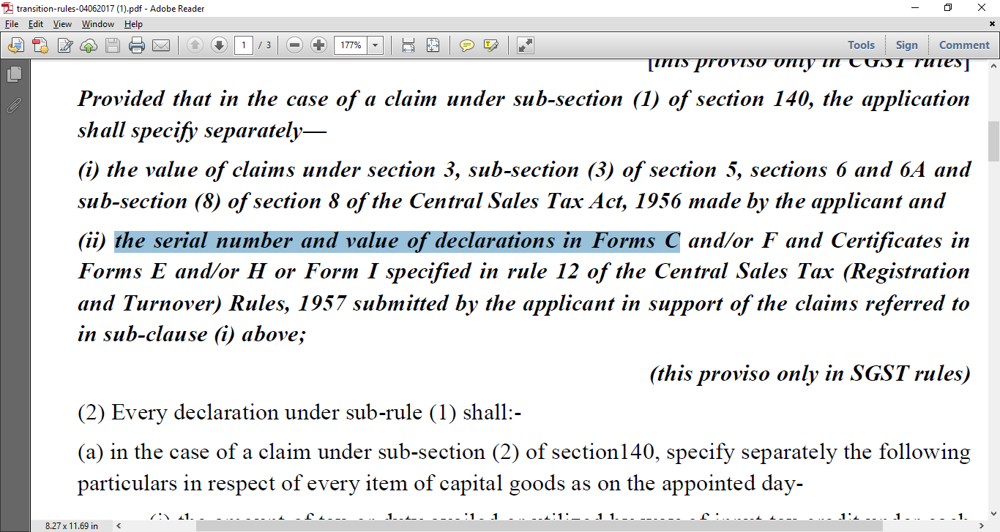 transition-rules-04062017 (1).pdf - Adobe Reader
File Edit View Window Help
1 / 3 177% Tools Sign Comment
[this proviso only in CGST rules]
Provided that in the case of a claim under sub-section (1) of section 140, the application
shall specify separately—
(i) the value of claims under section 3, sub-section (3) of section 5, sections 6 and 6A and
sub-section (8) of section 8 of the Central Sales Tax Act, 1956 made by the applicant and
(ii) the serial number and value of declarations in Forms C and/or F and Certificates in
Forms E and/or H or Form I specified in rule 12 of the Central Sales Tax (Registration
and Turnover) Rules, 1957 submitted by the applicant in support of the claims referred to
in sub-clause (i) above;
(this proviso only in SGST rules)
(2) Every declaration under sub-rule (1) shall:-
(a) in the case of a claim under sub-section (2) of section140, specify separately the following
particulars in respect of every item of capital goods as on the appointed day-
(i) the amount of tax or duty availed or utilized by way of input tax credit under each
8.27 x 11.69 in